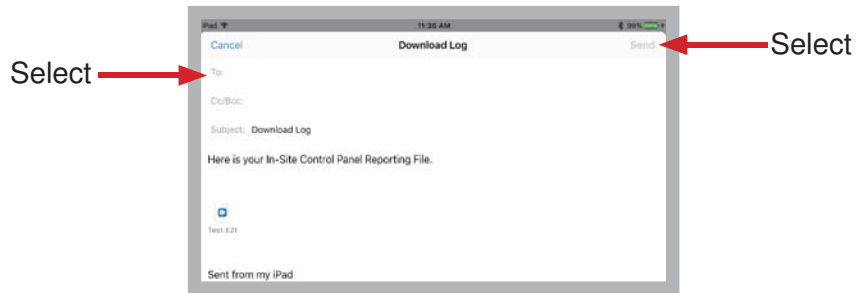 iPad 11:36 AM 99%
Cancel Download Log Send
Select
Select
To:
Cc/Bcc:
Subject: Download Log
Here is your In-Site Control Panel Reporting File.
Sent from my iPad